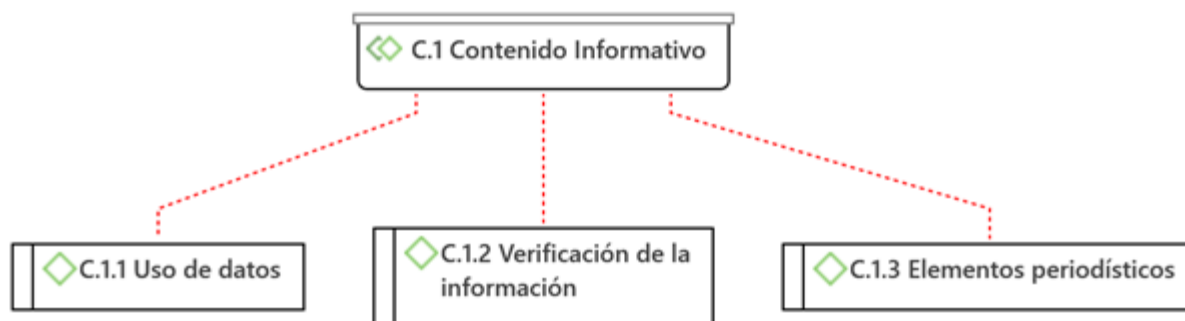 C.1 Contenido Informativo
C.1.1 Uso de datos
C.1.2 Verificación de la
información
C.1.3 Elementos periodísticos